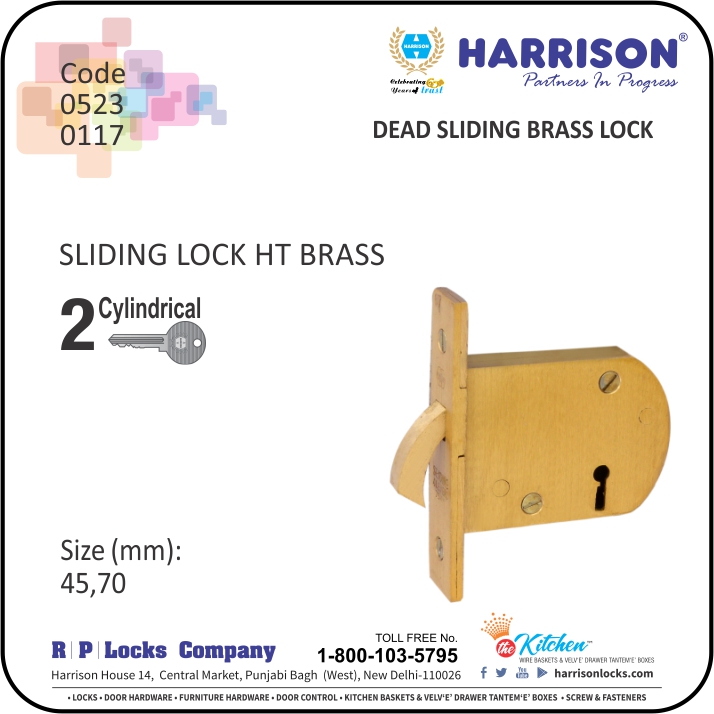 Code
0523
0117
HARRISON
HARRISON®
Partners In Progress
Celebrating
Years of trust
DEAD SLIDING BRASS LOCK
SLIDING LOCK HT BRASS
2 Cylindrical
Size (mm):
45,70
R|P|Locks Company
TOLL FREE No.
1-800-103-5795
Harrison House 14, Central Market, Punjabi Bagh (West), New Delhi-110026
the Kitchen™
WIRE BASKETS & VELV'E' DRAWER TANTEM'E' BOXES
You Tube
harrisonlocks.com
• LOCKS • DOOR HARDWARE • FURNITURE HARDWARE • DOOR CONTROL • KITCHEN BASKETS & VELV'E' DRAWER TANTEM'E' BOXES • SCREW & FASTENERS